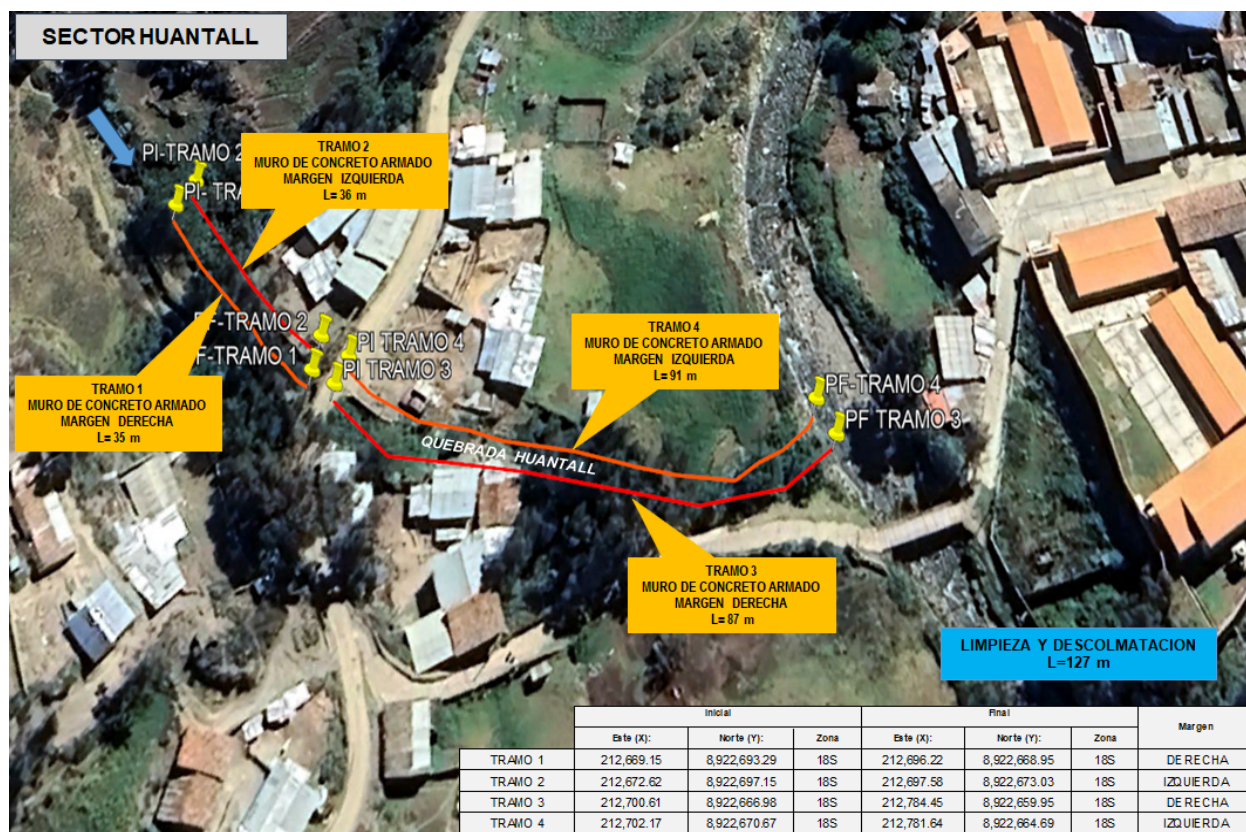 SECTOR HUANTALL
TRAMO 2
MURO DE CONCRETO ARMADO
MARGEN IZQUIERDA
L= 36 m
PI-TRAMO 2
PI- TRA
PF-TRAMO 2
F-TRAMO 1
PI TRAMO 4
PI TRAMO 3
TRAMO 1
MURO DE CONCRETO ARMADO
MARGEN DERECHA
L= 35 m
TRAMO 4
MURO DE CONCRETO ARMADO
MARGEN IZQUIERDA
L= 91 m
PF-TRAMO 4
PF TRAMO 3
QUEBRADA HUANTALL
TRAMO 3
MURO DE CONCRETO ARMADO
MARGEN DERECHA
L= 87 m
LIMPIEZA Y DESCOLMATACION
L=127 m
Inicial Final Margen
Este (X): Norte (Y): Zona Este (X): Norte (Y): Zona
TRAMO 1 212,669.15 8,922,693.29 18S 212,696.22 8,922,668.95 18S DERECHA
TRAMO 2 212,672.62 8,922,697.15 18S 212,697.58 8,922,673.03 18S IZQUIERDA
TRAMO 3 212,700.61 8,922,666.98 18S 212,784.45 8,922,659.95 18S DERECHA
TRAMO 4 212,702.17 8,922,670.67 18S 212,781.64 8,922,664.69 18S IZQUIERDA